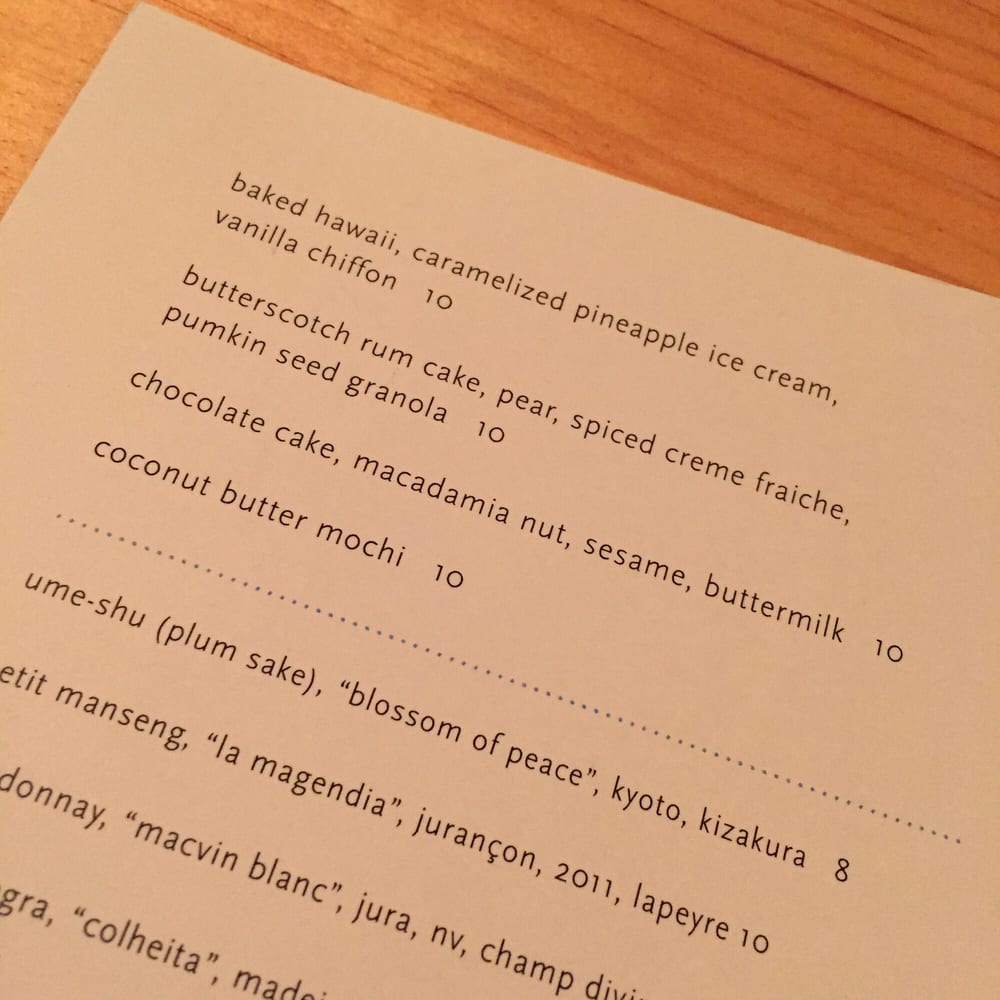 baked hawaii, caramelized pineapple ice cream,
vanilla chiffon 10
butterscotch rum cake, pear, spiced creme fraiche,
pumkin seed granola 10
chocolate cake, macadamia nut, sesame, buttermilk 10
coconut butter mochi 10
ume-shu (plum sake), “blossom of peace”, kyoto, kizakura 8
etit manseng, “la magendia”, jurançon, 2011, lapeyre 10
donnay, “macvin blanc”, jura, nv, champ divi
gra, “colheita”, madei